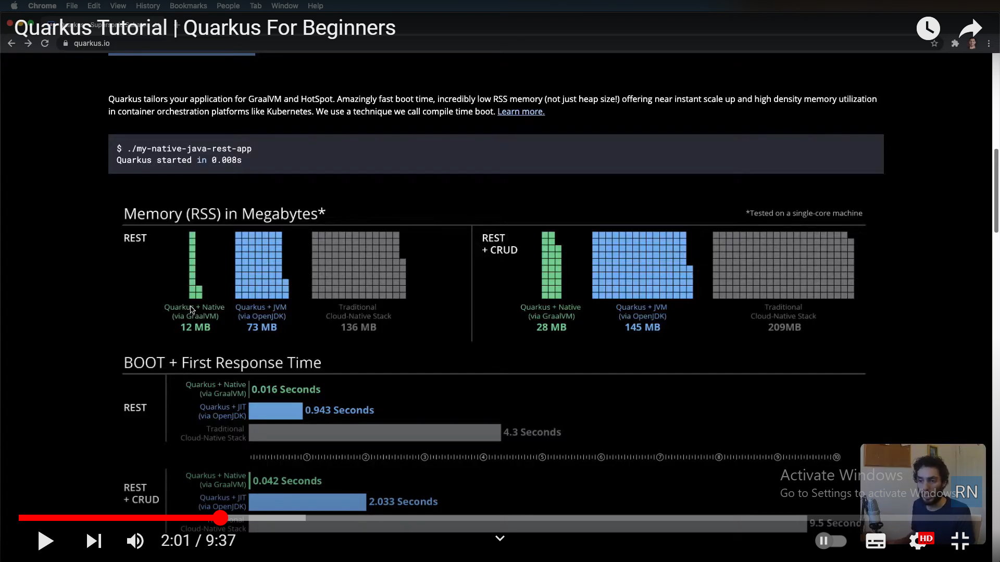 Chrome File Edit View History Bookmarks People Tab Window Help
Quarkus Tutorial | Quarkus For Beginners
quarkus.io
Quarkus tailors your application for GraalVM and HotSpot. Amazingly fast boot time, incredibly low RSS memory (not just heap size!) offering near instant scale up and high density memory utilization
in container orchestration platforms like Kubernetes. We use a technique we call compile time boot. Learn more.
$ ./my-native-java-rest-app
Quarkus started in 0.008s
Memory (RSS) in Megabytes*
*Tested on a single-core machine
REST
Quarkus + Native
(via GraalVM)
12 MB
Quarkus + JVM
(via OpenJDK)
73 MB
Traditional
Cloud-Native Stack
136 MB
REST
+ CRUD
Quarkus + Native
(via GraalVM)
28 MB
Quarkus + JVM
(via OpenJDK)
145 MB
Traditional
Cloud-Native Stack
209MB
BOOT + First Response Time
REST
Quarkus + Native
(via GraalVM)
0.016 Seconds
Quarkus + JIT
(via OpenJDK)
0.943 Seconds
Traditional
Cloud-Native Stack
4.3 Seconds
1 2 3 4 5 6 7 8 9 10
REST
+ CRUD
Quarkus + Native
(via GraalVM)
0.042 Seconds
Quarkus + JIT
(via OpenJDK)
2.033 Seconds
Cloud-Native Stack
9.5
Activate Windows
Go to Settings to activate Windows
RN
2:01 / 9:37
HD